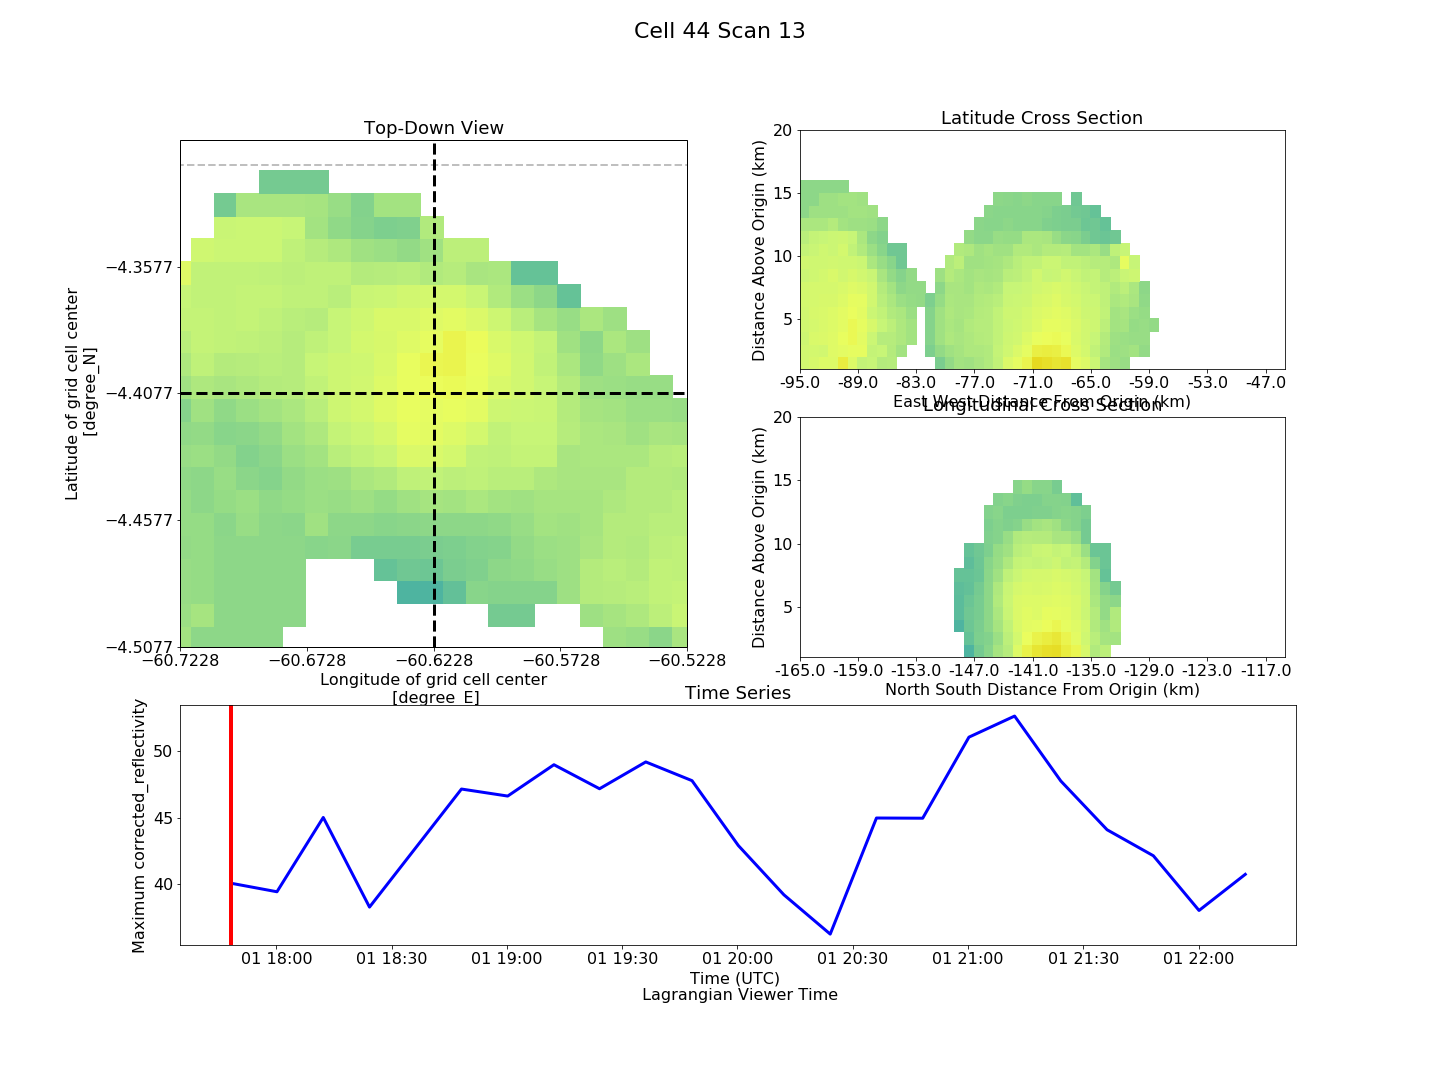 Cell 44 Scan 13
Top-Down View
Latitude of grid cell center
[degree_N]
−4.3577
−4.4077
−4.4577
−4.5077
−60.7228 −60.6728 −60.6228 −60.5728 −60.5228
Longitude of grid cell center
[degree_E]
Latitude Cross Section
Distance Above Origin (km)
20
15
10
5
-95.0 -89.0 -83.0 -77.0 -71.0 -65.0 -59.0 -53.0 -47.0
East West Distance From Origin (km)
Longitudinal Cross Section
Distance Above Origin (km)
20
15
10
5
-165.0 -159.0 -153.0 -147.0 -141.0 -135.0 -129.0 -123.0 -117.0
North South Distance From Origin (km)
Time Series
Maximum corrected_reflectivity
50
45
40
01 18:00 01 18:30 01 19:00 01 19:30 01 20:00 01 20:30 01 21:00 01 21:30 01 22:00
Time (UTC)
Lagrangian Viewer Time